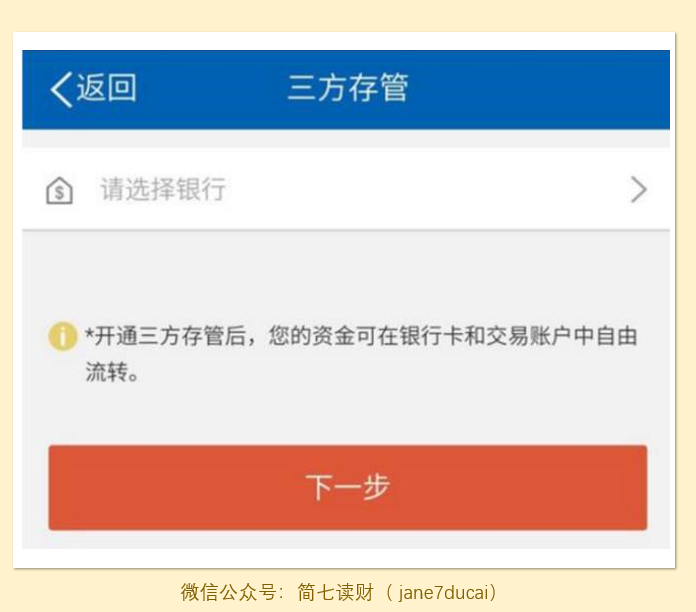 返回 三方存管
请选择银行
*开通三方存管后，您的资金可在银行卡和交易账户中自由
流转。
下一步
微信公众号：简七读财（ jane7ducai）